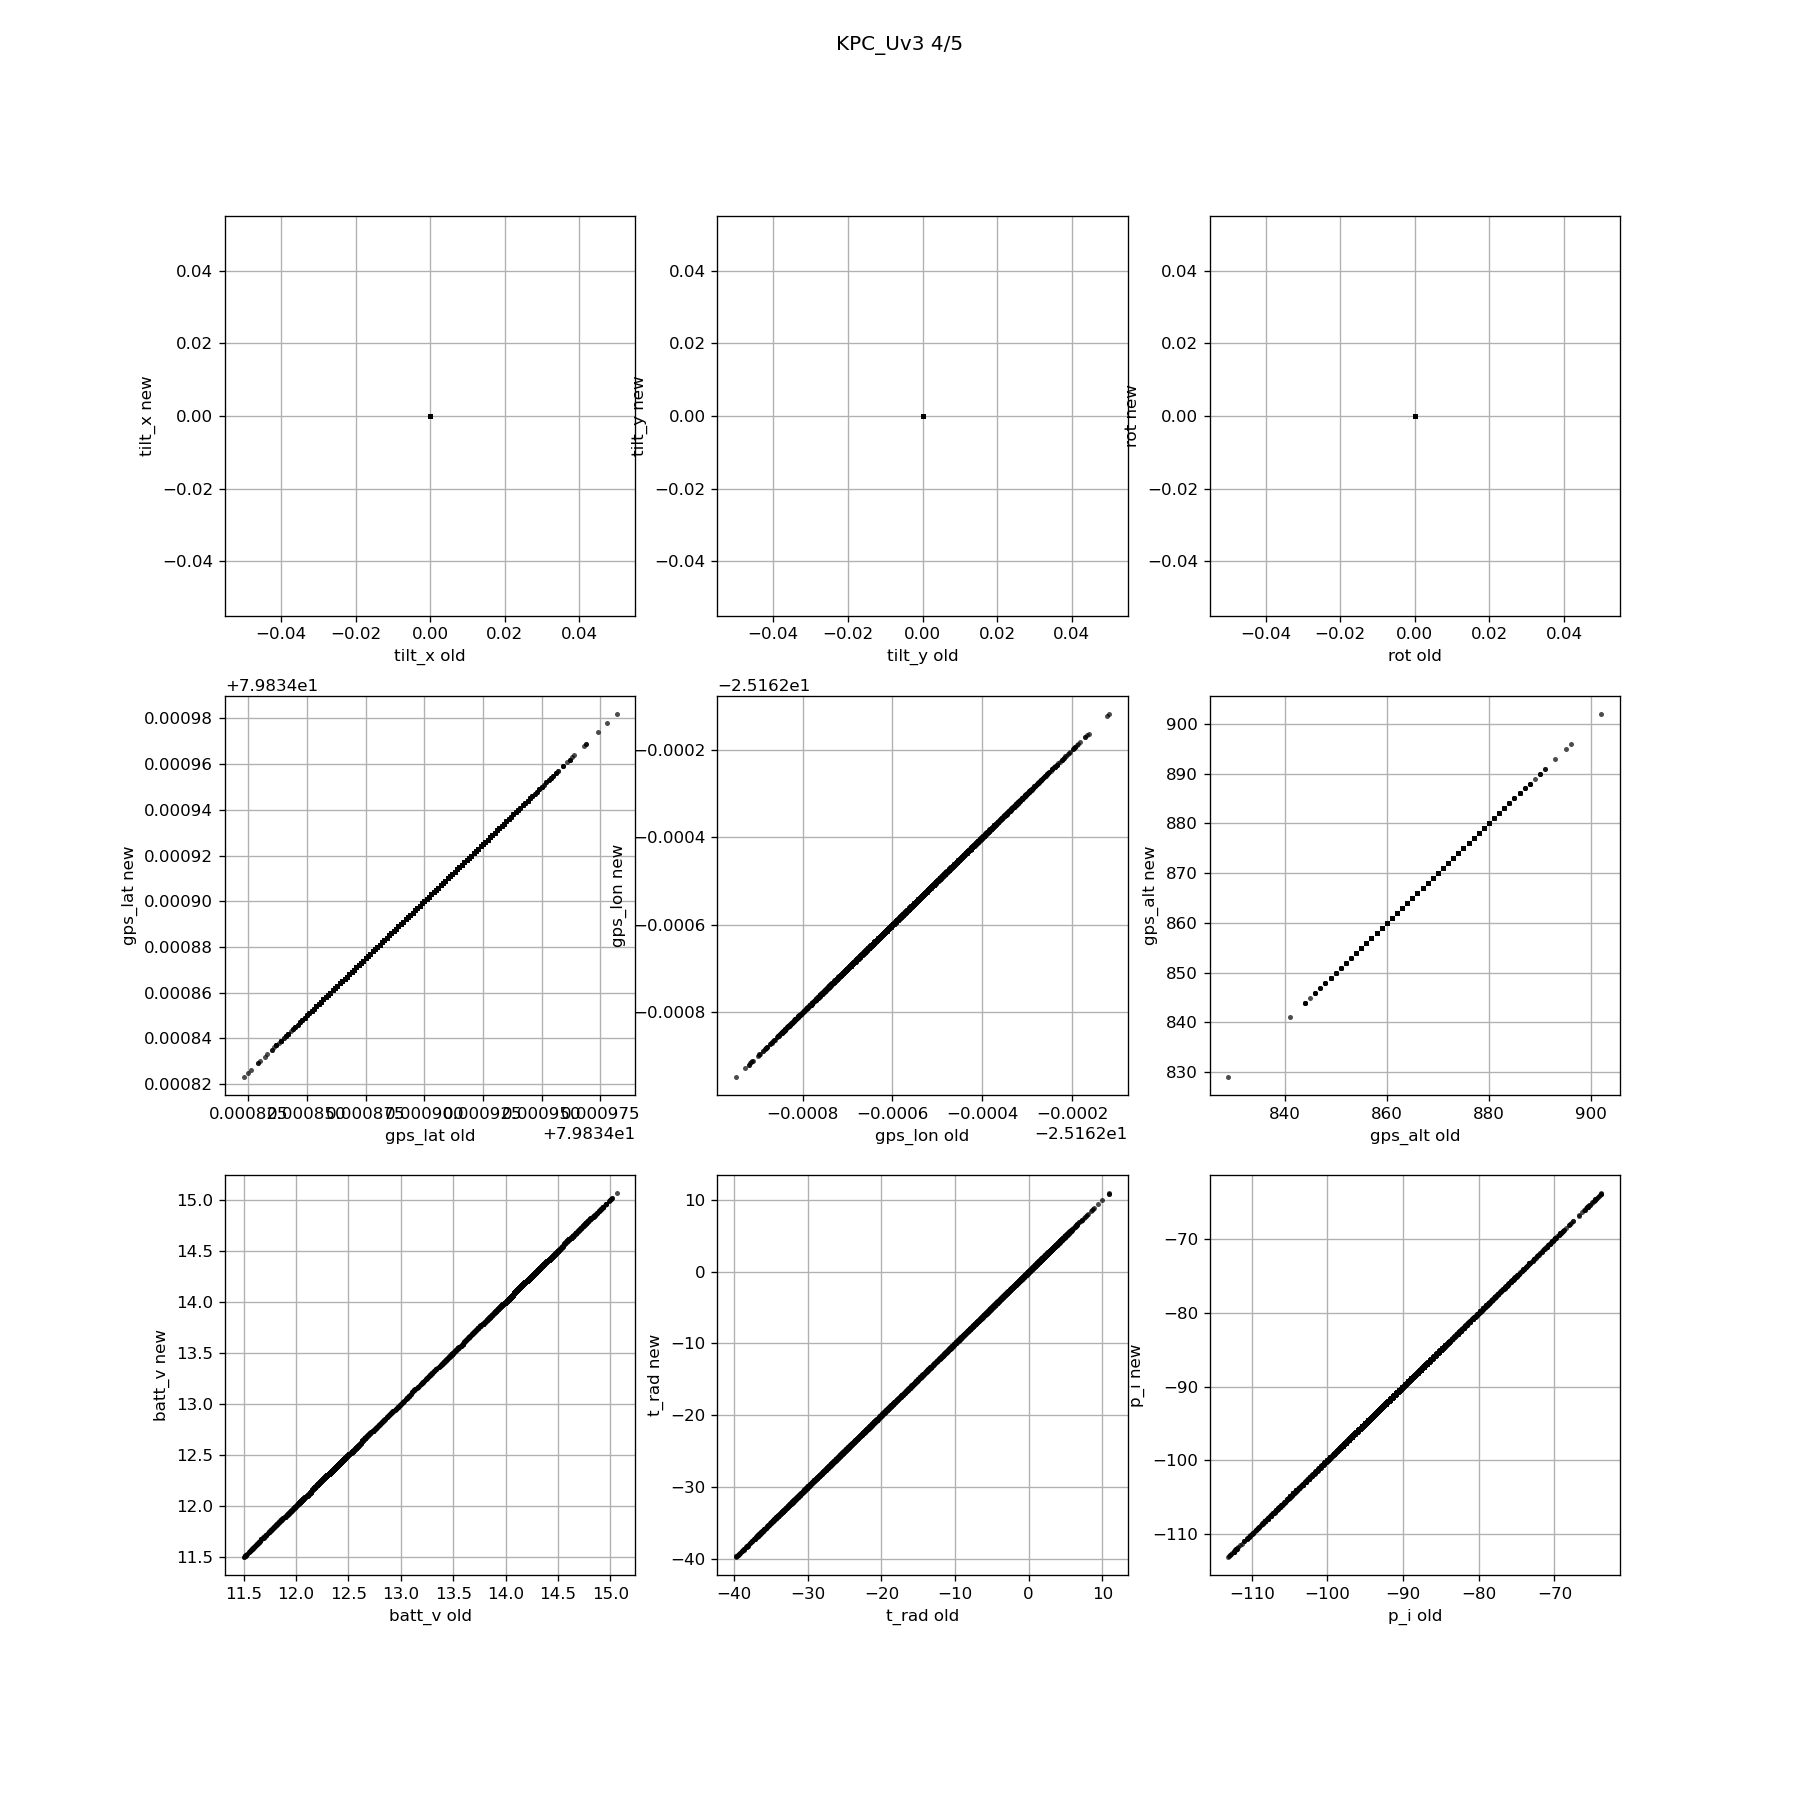 KPC_Uv3 4/5
0.04
0.02
0.00
−0.02
−0.04
tilt_x new
−0.04 −0.02 0.00 0.02 0.04
tilt_x old
0.04
0.02
0.00
−0.02
−0.04
tilt_y new
−0.04 −0.02 0.00 0.02 0.04
tilt_y old
0.04
0.02
0.00
−0.02
−0.04
rot new
−0.04 −0.02 0.00 0.02 0.04
rot old
+7.9834e1
0.00098
0.00096
0.00094
0.00092
0.00090
0.00088
0.00086
0.00084
0.00082
gps_lat new
0.000825 0.000850 0.000875 0.000900 0.000925 0.000950 0.000975
gps_lat old
+7.9834e1
−2.5162e1
−0.0002
−0.0004
−0.0006
−0.0008
gps_lon new
−0.0008 −0.0006 −0.0004 −0.0002
gps_lon old
−2.5162e1
900
890
880
870
860
850
840
830
gps_alt new
840 860 880 900
gps_alt old
15.0
14.5
14.0
13.5
13.0
12.5
12.0
11.5
batt_v new
11.5 12.0 12.5 13.0 13.5 14.0 14.5 15.0
batt_v old
10
0
−10
−20
−30
−40
t_rad new
−40 −30 −20 −10 0 10
t_rad old
−70
−80
−90
−100
−110
p_i new
−110 −100 −90 −80 −70
p_i old